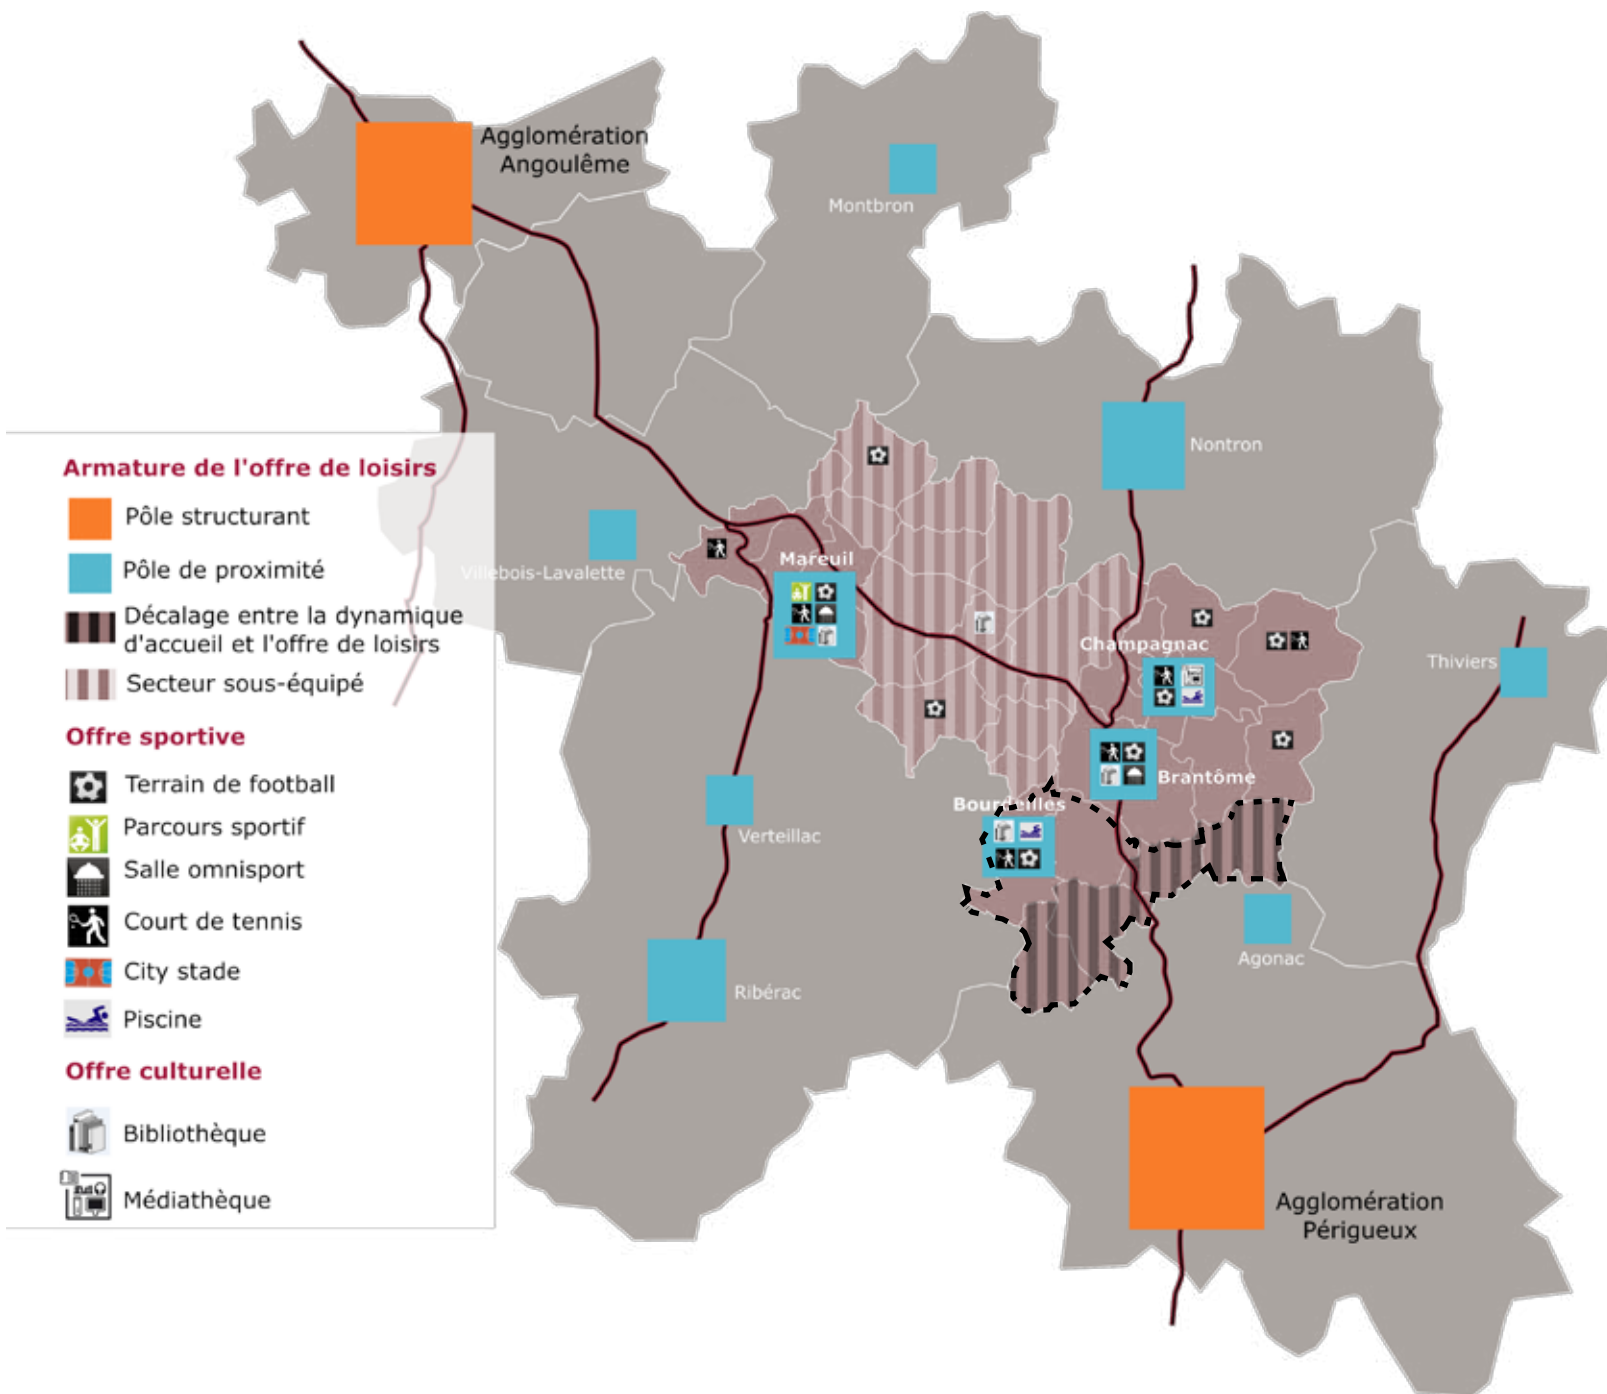 Agglomération
Angoulême
Montbron
Nontron
Villebois-Lavalette
Mareuil
Champagnac
Thiviers
Brantôme
Bourdeilles
Verteillac
Agonac
Ribérac
Agglomération
Périgueux
Armature de l'offre de loisirs
Pôle structurant
Pôle de proximité
Décalage entre la dynamique
d'accueil et l'offre de loisirs
Secteur sous-équipé
Offre sportive
Terrain de football
Parcours sportif
Salle omnisport
Court de tennis
City stade
Piscine
Offre culturelle
Bibliothèque
Médiathèque